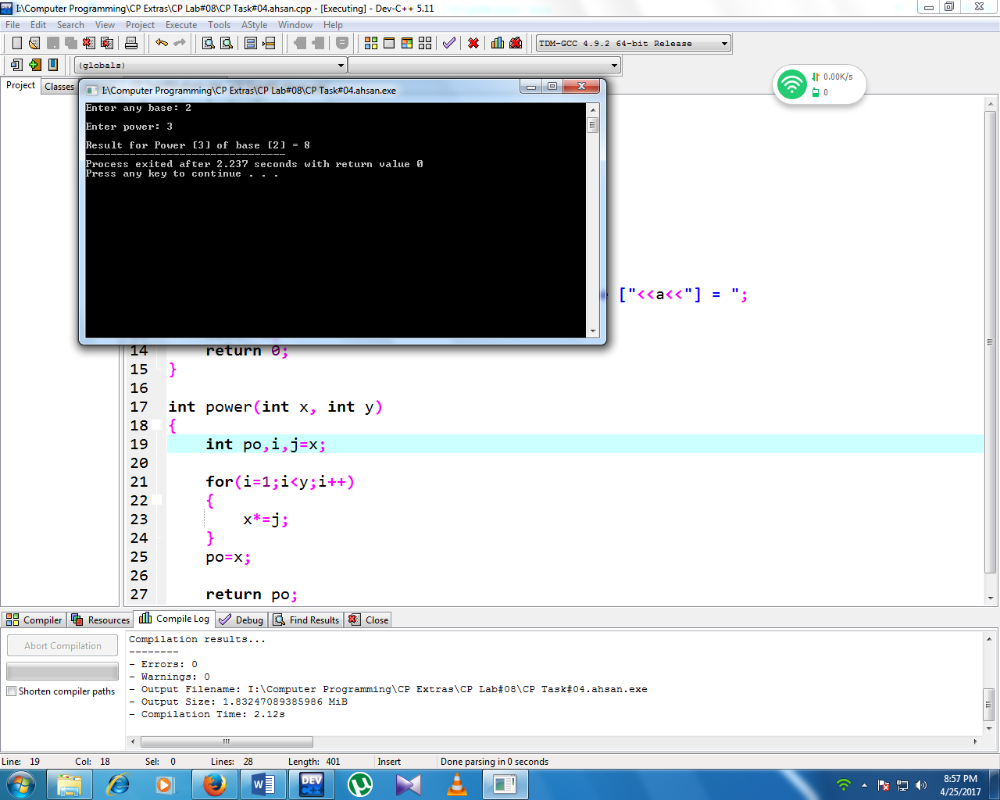 I:\Computer Programming\CP Extras\CP Lab#08\CP Task#04.ahsan.cpp - [Executing] - Dev-C++ 5.11
File Edit Search View Project Execute Tools AStyle Window Help
TDM-GCC 4.9.2 64-bit Release
(globals)
Project Classes
I:\Computer Programming\CP Extras\CP Lab#08\CP Task#04.ahsan.exe
0.00K/s
0
Enter any base: 2
Enter power: 3
Result for Power [3] of base [2] = 8
--------------------------------
Process exited after 2.237 seconds with return value 0
Press any key to continue . . .
["<<a<<"] = ";
14 return 0;
15 }
16
17 int power(int x, int y)
18 {
19 int po,i,j=x;
20
21 for(i=1;i<y;i++)
22 {
23 x*=j;
24 }
25 po=x;
26
27 return po;
Compiler Resources Compile Log Debug Find Results Close
Abort Compilation
Shorten compiler paths
Compilation results...
--------
- Errors: 0
- Warnings: 0
- Output Filename: I:\Computer Programming\CP Extras\CP Lab#08\CP Task#04.ahsan.exe
- Output Size: 1.83247089385986 MiB
- Compilation Time: 2.12s
Line: 19 Col: 18 Sel: 0 Lines: 28 Length: 401 Insert Done parsing in 0 seconds
DEV C++
8:57 PM
4/25/2017